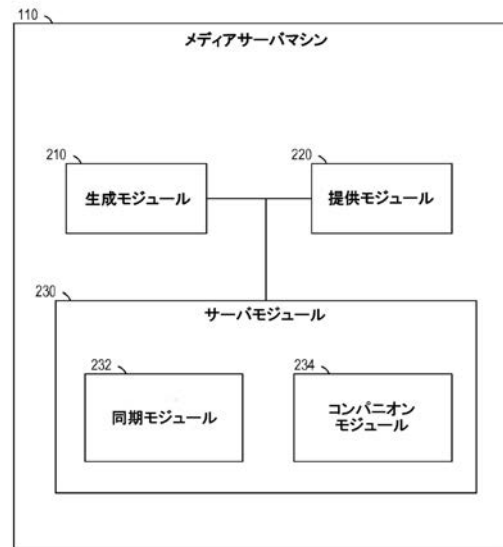 110
メディアサーバマシン
210
生成モジュール
220
提供モジュール
230
サーバモジュール
232
同期モジュール
234
コンパニオン
モジュール